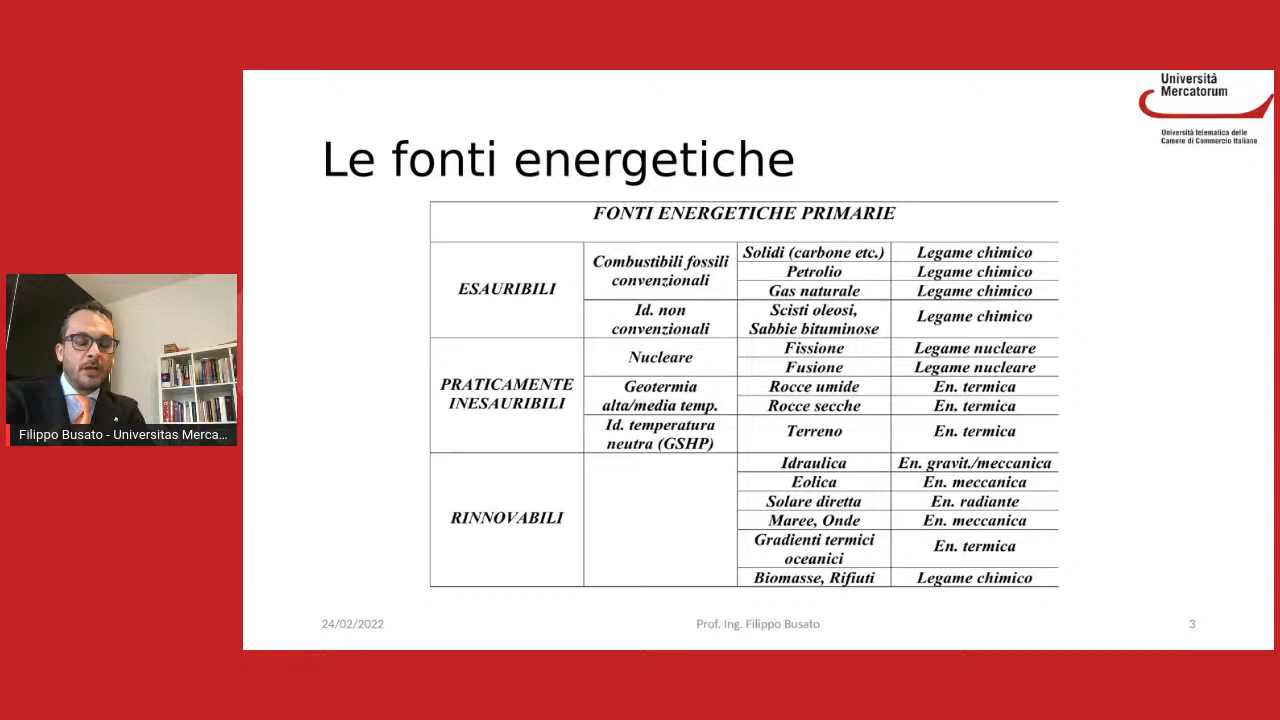 Università
Mercatorum
Università telematica delle
Camere di Commercio Italiane
Le fonti energetiche
FONTI ENERGETICHE PRIMARIE
ESAURIBILI
Combustibili fossili
convenzionali
Solidi (carbone etc.)
Legame chimico
Petrolio
Legame chimico
Gas naturale
Legame chimico
Id. non
convenzionali
Scisti oleosi,
Sabbie bituminose
Legame chimico
PRATICAMENTE
INESAURIBILI
Nucleare
Fissione
Legame nucleare
Fusione
Legame nucleare
Geotermia
alta/media temp.
Rocce umide
En. termica
Rocce secche
En. termica
Id. temperatura
neutra (GSHP)
Terreno
En. termica
RINNOVABILI
Idraulica
En. gravit./meccanica
Eolica
En. meccanica
Solare diretta
En. radiante
Maree, Onde
En. meccanica
Gradienti termici
oceanici
En. termica
Biomasse, Rifiuti
Legame chimico
24/02/2022
Prof. Ing. Filippo Busato
3
Filippo Busato - Universitas Merca...